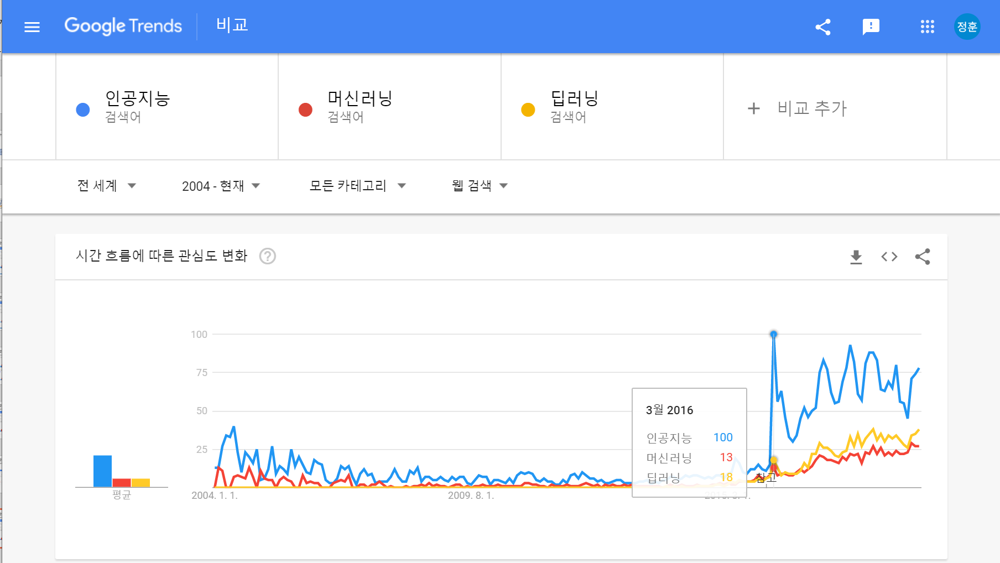 Google Trends
비교
정훈
인공지능
검색어
머신러닝
검색어
딥러닝
검색어
+ 비교 추가
전 세계
2004 - 현재
모든 카테고리
웹 검색
시간 흐름에 따른 관심도 변화
100
75
50
25
평균
2004. 1. 1.
2009. 8. 1.
2015. 3. 1.
3월 2016
인공지능 100
머신러닝 13
딥러닝 18
참고